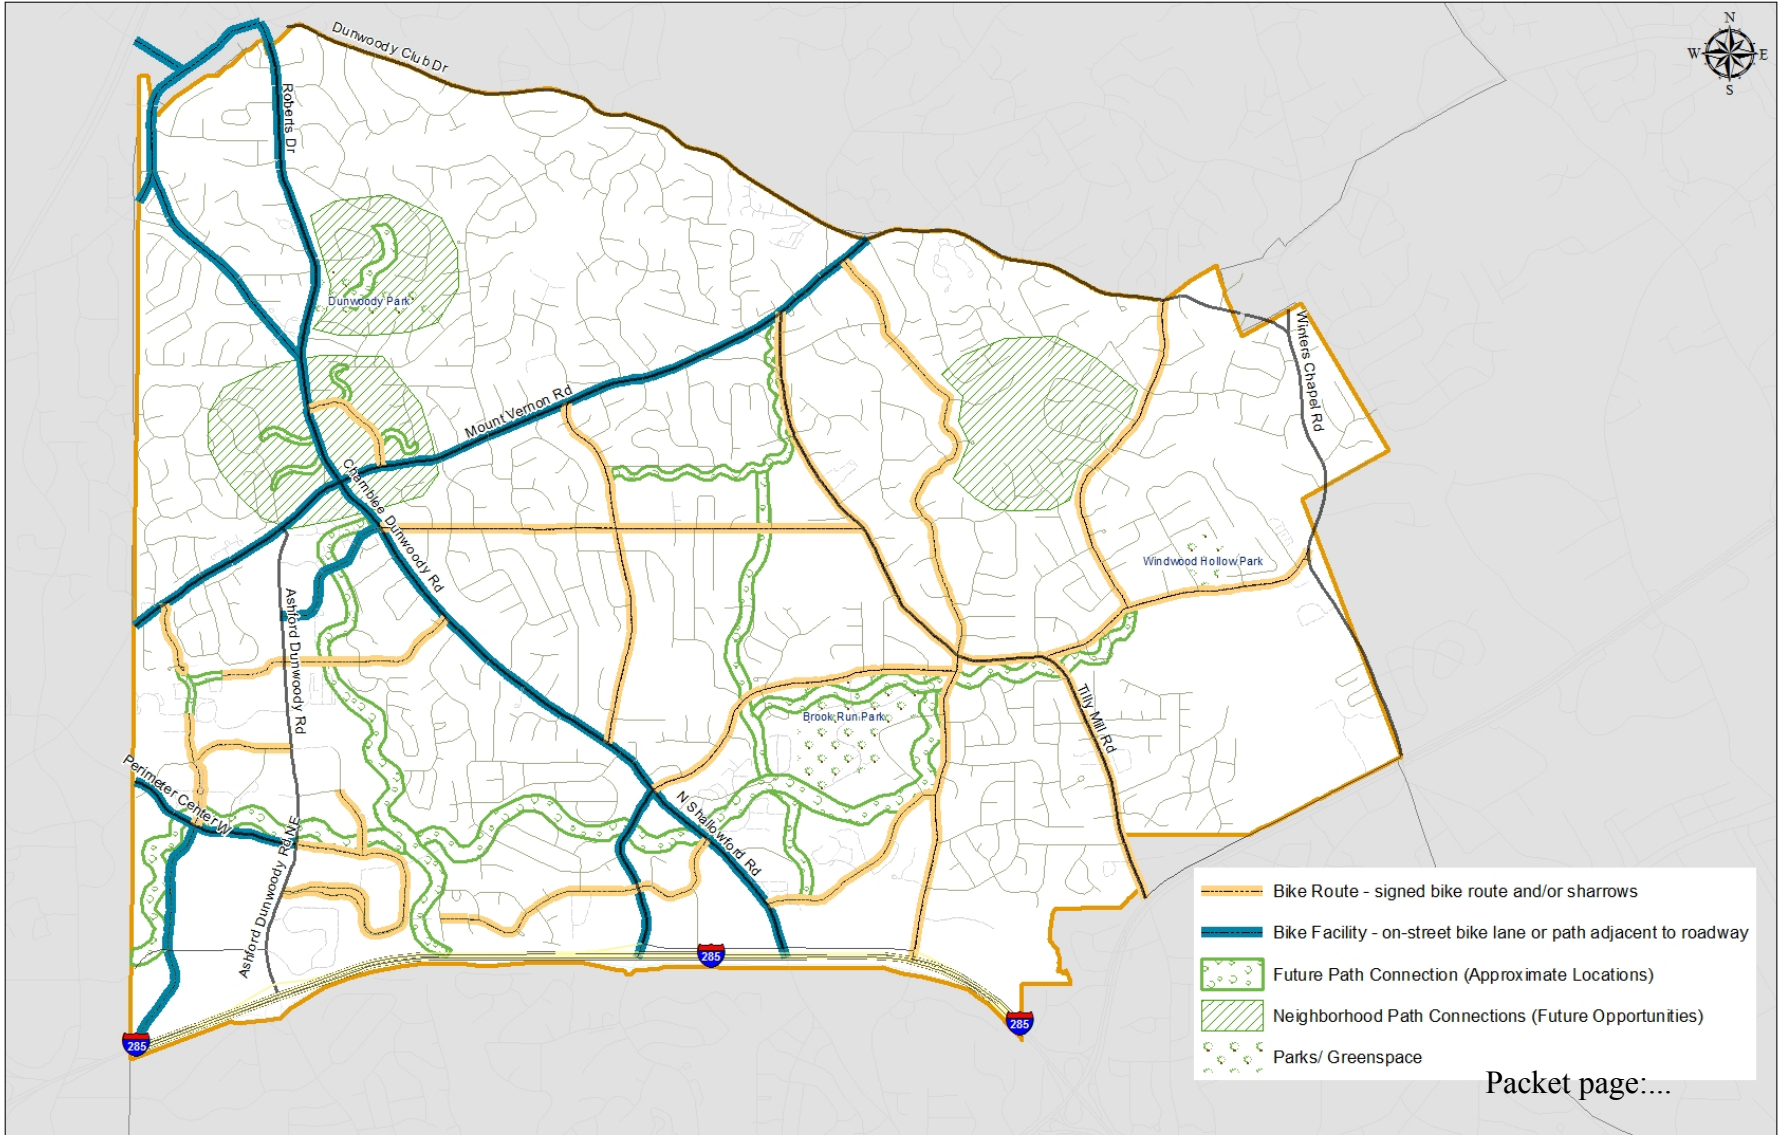 N
W E
S
Dunwoody Club Dr
Roberts Dr
Dunwoody Park
Winters Chapel Rd
Mount Vernon Rd
Chamblee Dunwoody Rd
Windwood Hollow Park
Ashford Dunwoody Rd
Brook Run Park
Tilly Mill Rd
Perimeter Center W
N Shallowford Rd
Ashford Dunwoody Rd NE
285
285
285
Bike Route - signed bike route and/or sharrows
Bike Facility - on-street bike lane or path adjacent to roadway
Future Path Connection (Approximate Locations)
Neighborhood Path Connections (Future Opportunities)
Parks/ Greenspace
Packet page:...